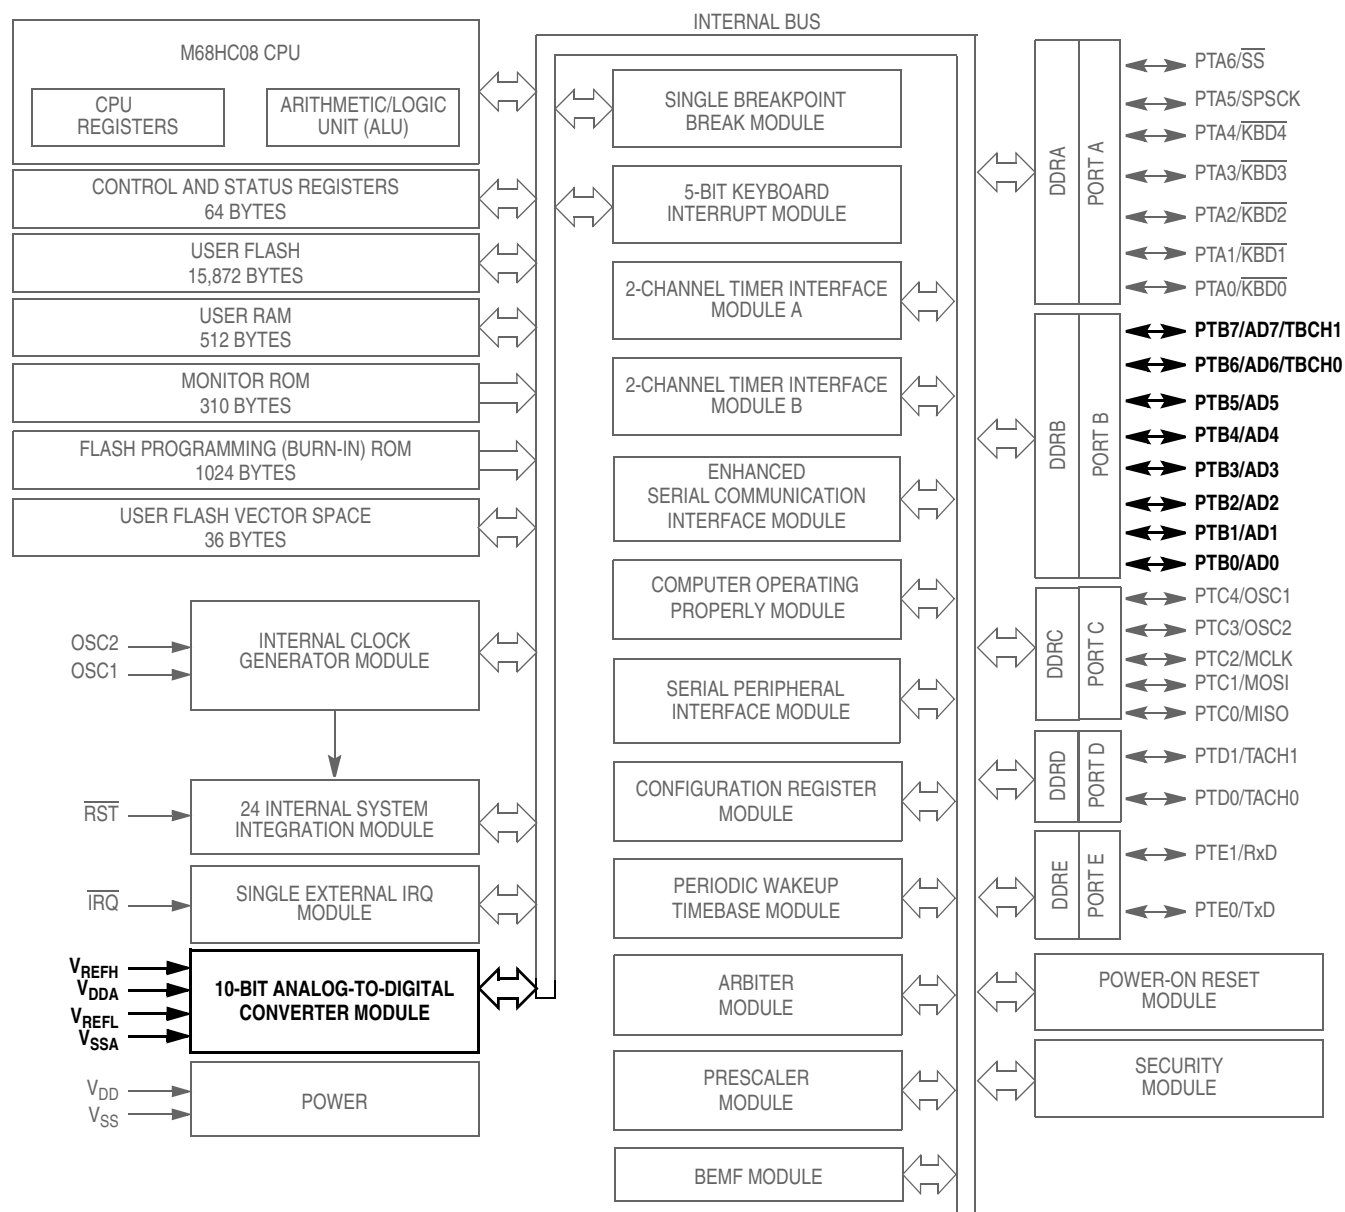 INTERNAL BUS
M68HC08 CPU
CPU
REGISTERS
ARITHMETIC/LOGIC
UNIT (ALU)
CONTROL AND STATUS REGISTERS
64 BYTES
USER FLASH
15,872 BYTES
USER RAM
512 BYTES
MONITOR ROM
310 BYTES
FLASH PROGRAMMING (BURN-IN) ROM
1024 BYTES
USER FLASH VECTOR SPACE
36 BYTES
OSC2
OSC1
INTERNAL CLOCK
GENERATOR MODULE
RST
24 INTERNAL SYSTEM
INTEGRATION MODULE
IRQ
SINGLE EXTERNAL IRQ
MODULE
VREFH
VDDA
VREFL
VSSA
10-BIT ANALOG-TO-DIGITAL
CONVERTER MODULE
VDD
VSS
POWER
SINGLE BREAKPOINT
BREAK MODULE
5-BIT KEYBOARD
INTERRUPT MODULE
2-CHANNEL TIMER INTERFACE
MODULE A
2-CHANNEL TIMER INTERFACE
MODULE B
ENHANCED
SERIAL COMMUNICATION
INTERFACE MODULE
COMPUTER OPERATING
PROPERLY MODULE
SERIAL PERIPHERAL
INTERFACE MODULE
CONFIGURATION REGISTER
MODULE
PERIODIC WAKEUP
TIMEBASE MODULE
ARBITER
MODULE
PRESCALER
MODULE
BEMF MODULE
DDRA
PORT A
PTA6/SS
PTA5/SPSCK
PTA4/KBD4
PTA3/KBD3
PTA2/KBD2
PTA1/KBD1
PTA0/KBD0
DDRB
PORT B
PTB7/AD7/TBCH1
PTB6/AD6/TBCH0
PTB5/AD5
PTB4/AD4
PTB3/AD3
PTB2/AD2
PTB1/AD1
PTB0/AD0
DDRC
PORT C
PTC4/OSC1
PTC3/OSC2
PTC2/MCLK
PTC1/MOSI
PTC0/MISO
DDRD
PORT D
PTD1/TACH1
PTD0/TACH0
DDRE
PORT E
PTE1/RxD
PTE0/TxD
POWER-ON RESET
MODULE
SECURITY
MODULE